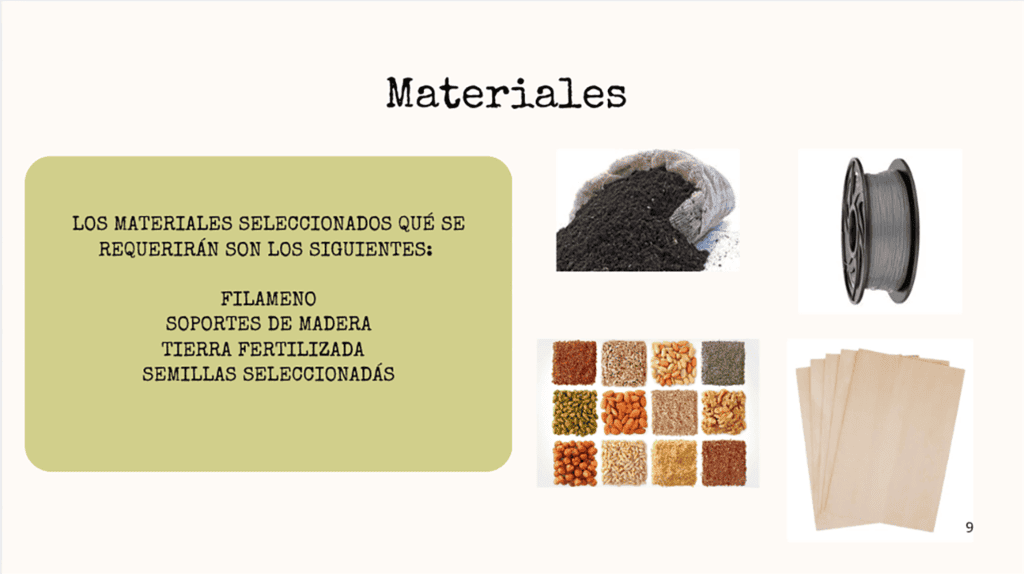 Materiales
LOS MATERIALES SELECCIONADOS QUÉ SE
REQUERIRÁN SON LOS SIGUIENTES:
FILAMENO
SOPORTES DE MADERA
TIERRA FERTILIZADA
SEMILLAS SELECCIONADÁS
9